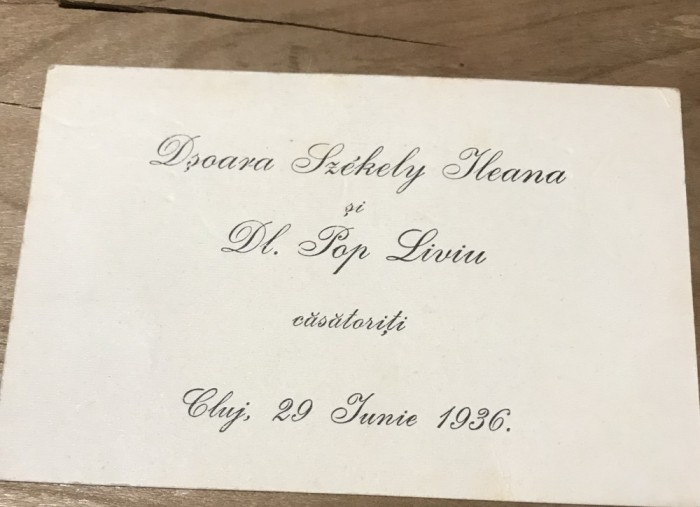 Dșoara Székely Ileana
și
Dl. Pop Liviu
căsătoriți
Cluj, 29 Iunie 1936.